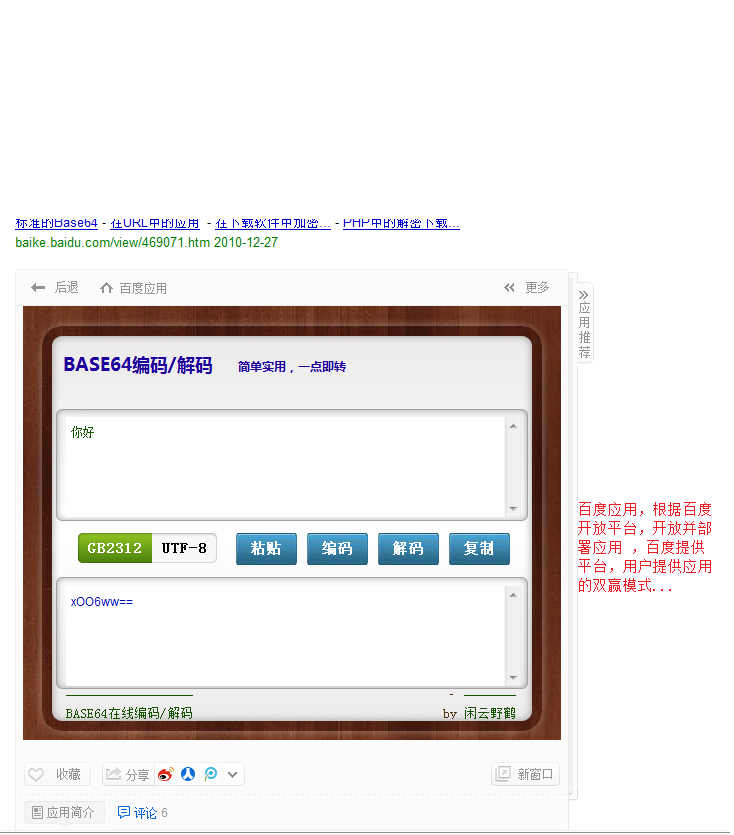 标准的Base64 - 在URL中的应用 - 在下载软件中加密... - PHP中的解密下载...
baike.baidu.com/view/469071.htm 2010-12-27
后退 百度应用 更多
应用推荐
BASE64编码/解码 简单实用，一点即转
你好
GB2312 UTF-8 粘贴 编码 解码 复制
xOO6ww==
-
BASE64在线编码/解码 by 闲云野鹤
百度应用，根据百度
开放平台，开放并部
署应用 ，百度提供
平台，用户提供应用
的双赢模式...
收藏 分享 新窗口
应用简介 评论 6